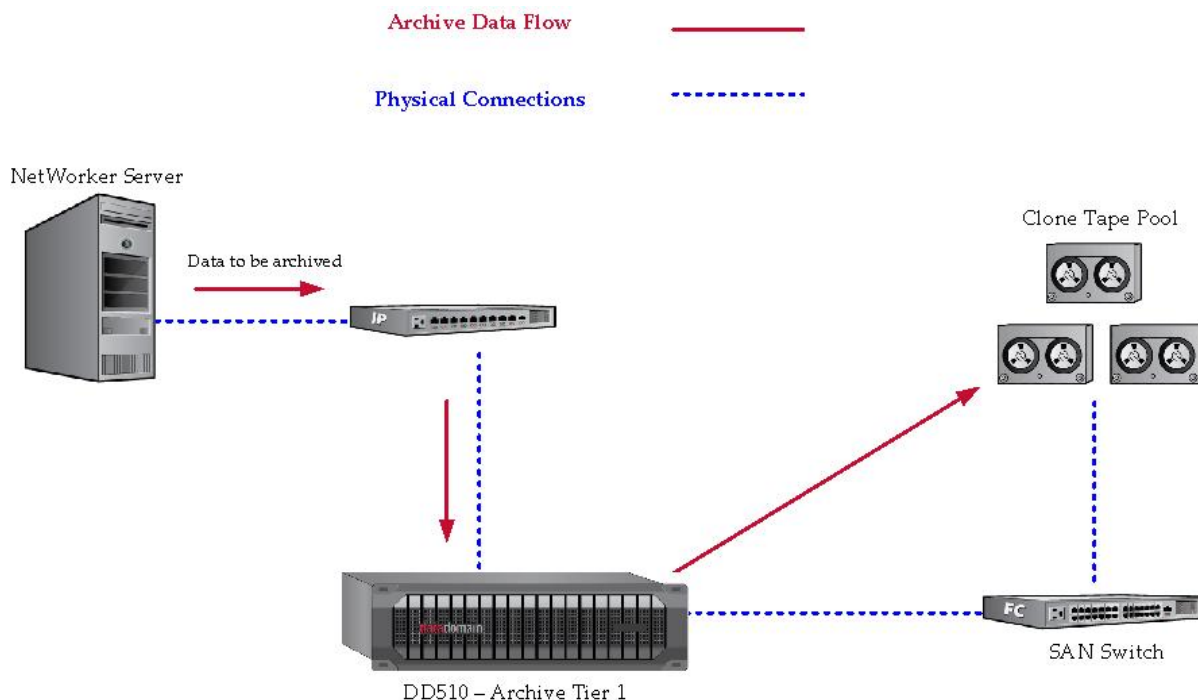 Archive Data Flow
Physical Connections
NetWorker Server
Clone Tape Pool
Data to be archived
IP
datadomain
FC
SAN Switch
DD510 – Archive Tier 1